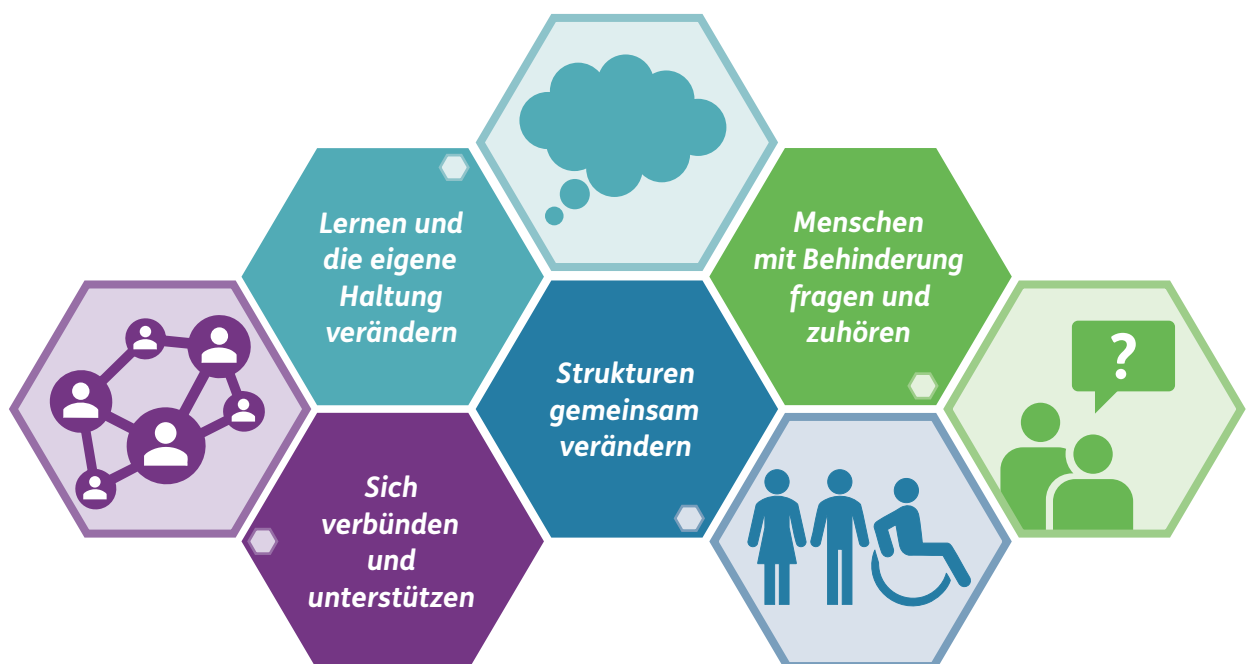 Lernen und
die eigene
Haltung
verändern
Menschen
mit Behinderung
fragen und
zuhören
?
Strukturen
gemeinsam
verändern
Sich
verbünden
und
unterstützen